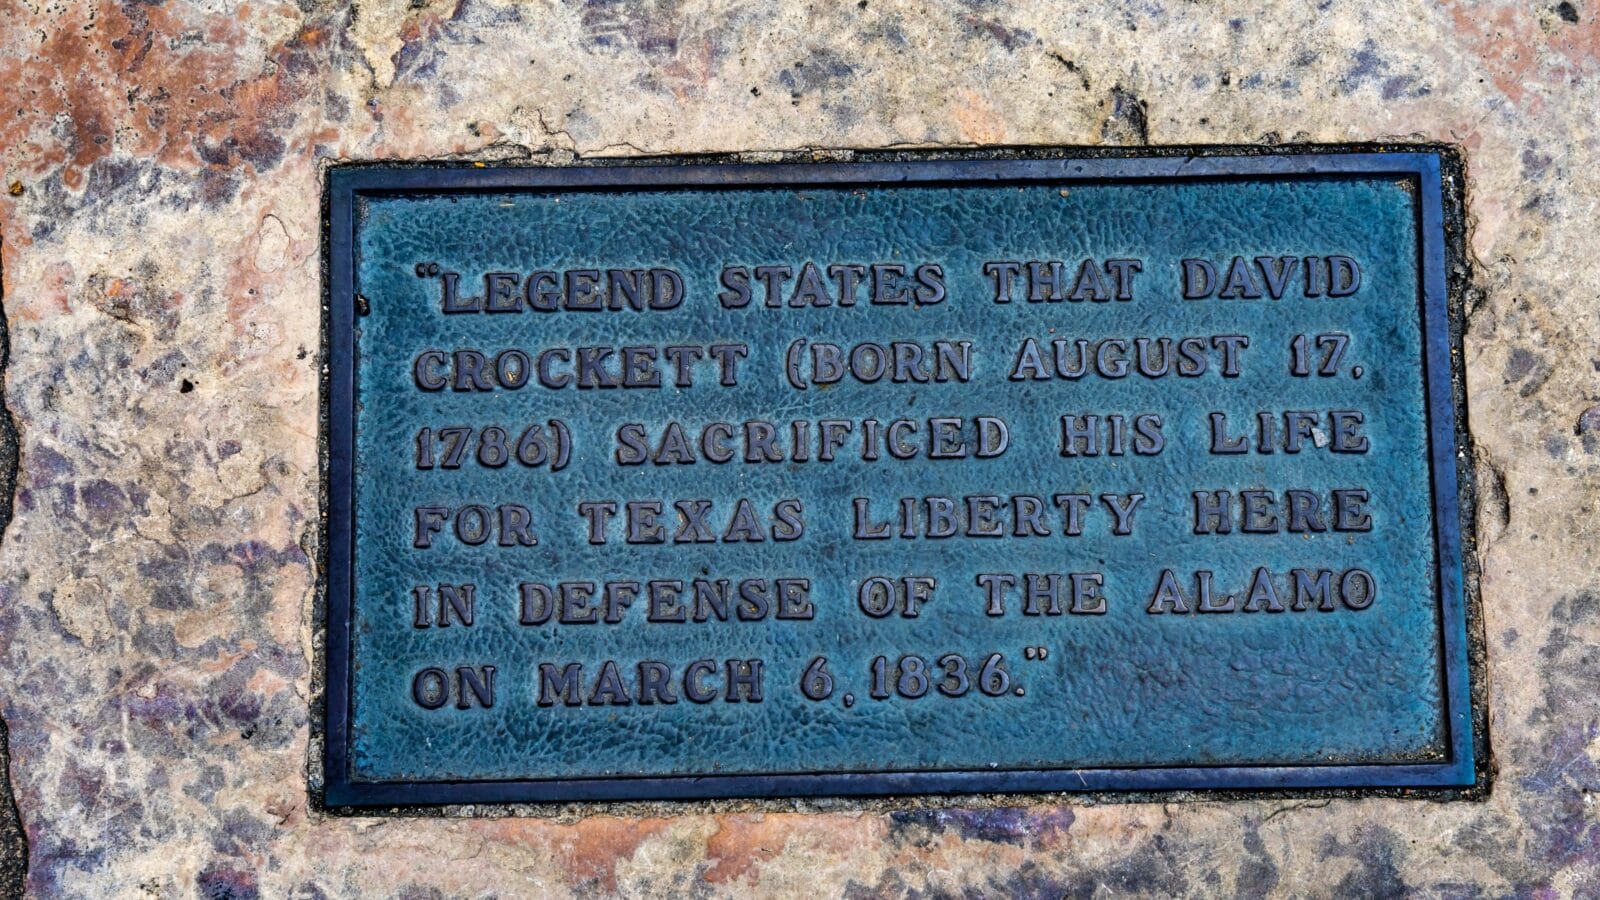 “LEGEND STATES THAT DAVID
CROCKETT (BORN AUGUST 17,
1786) SACRIFICED HIS LIFE
FOR TEXAS LIBERTY HERE
IN DEFENSE OF THE ALAMO
ON MARCH 6, 1836.”